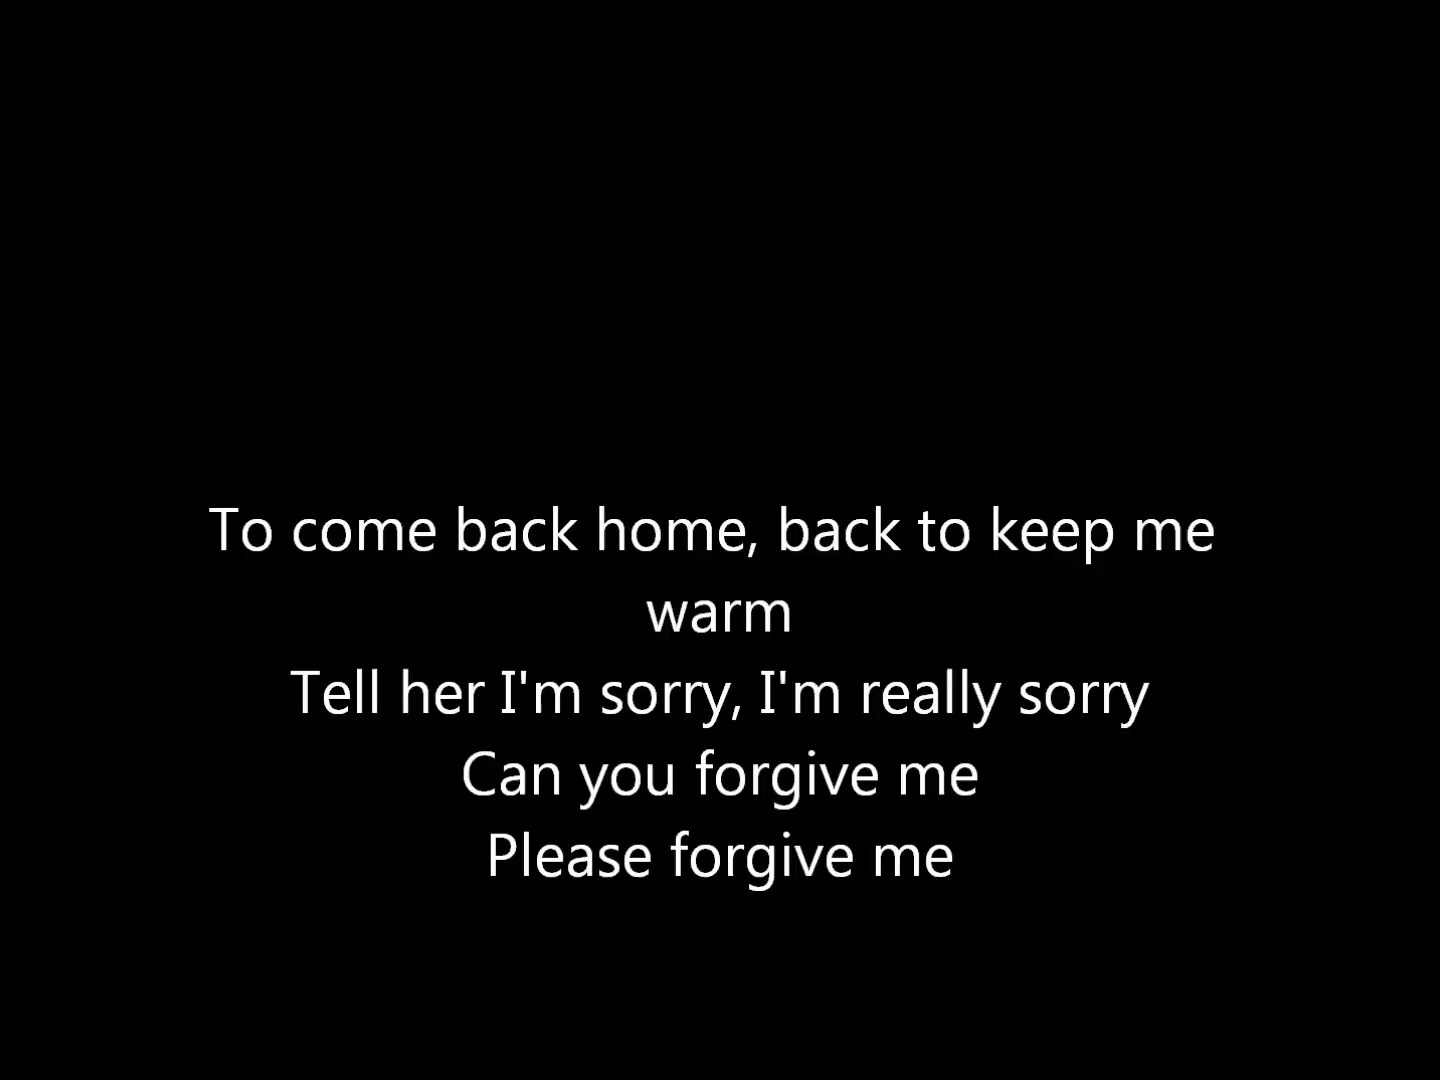 To come back home, back to keep me
warm
Tell her I'm sorry, I'm really sorry
Can you forgive me
Please forgive me